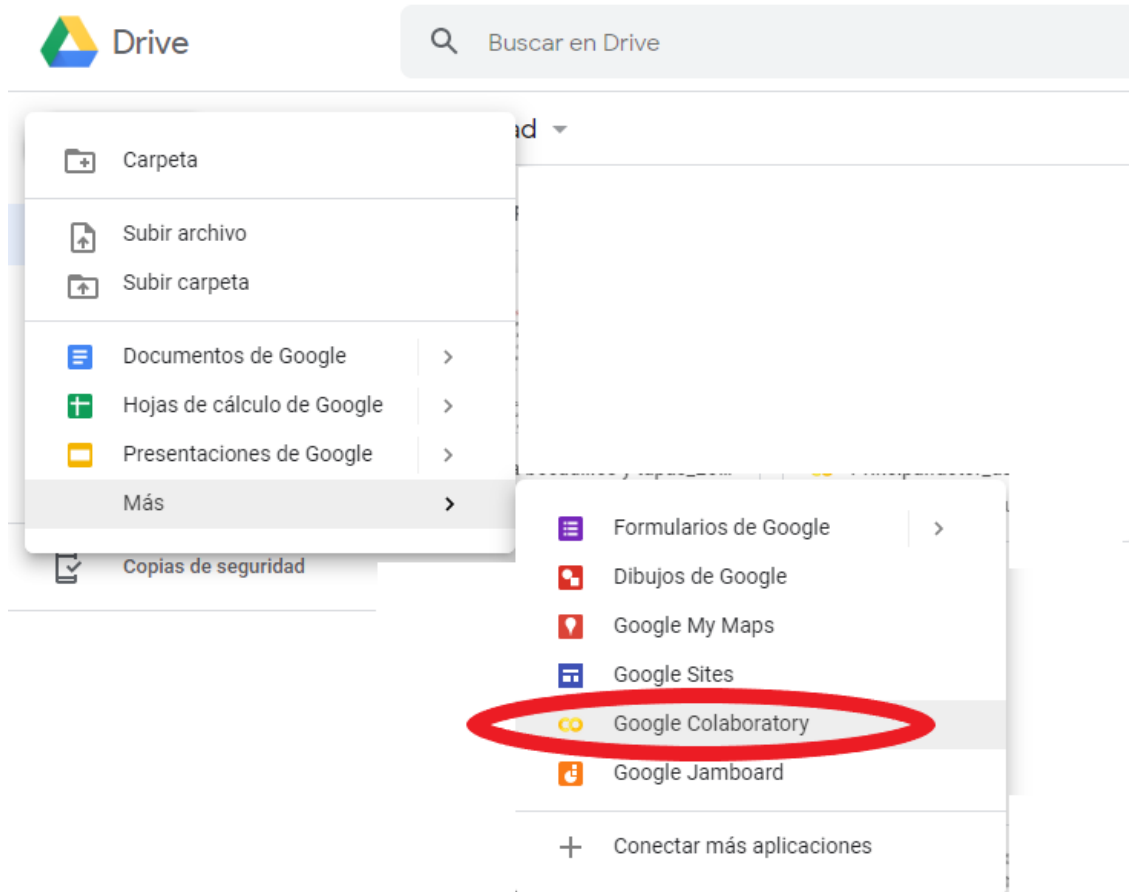 Drive
Buscar en Drive
ad
Carpeta
Subir archivo
Subir carpeta
Documentos de Google
Hojas de cálculo de Google
Presentaciones de Google
Más
Copias de seguridad
Formularios de Google
Dibujos de Google
Google My Maps
Google Sites
Google Colaboratory
Google Jamboard
Conectar más aplicaciones